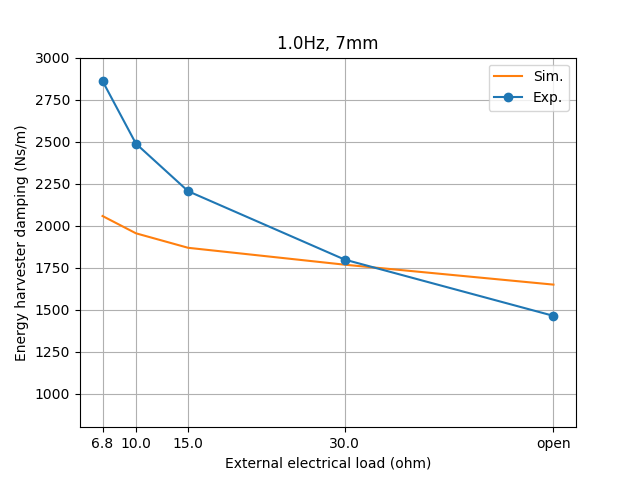 1.0Hz, 7mm
Sim.
Exp.
Energy harvester damping (Ns/m)
3000
2750
2500
2250
2000
1750
1500
1250
1000
6.8 10.0 15.0 30.0 open
External electrical load (ohm)